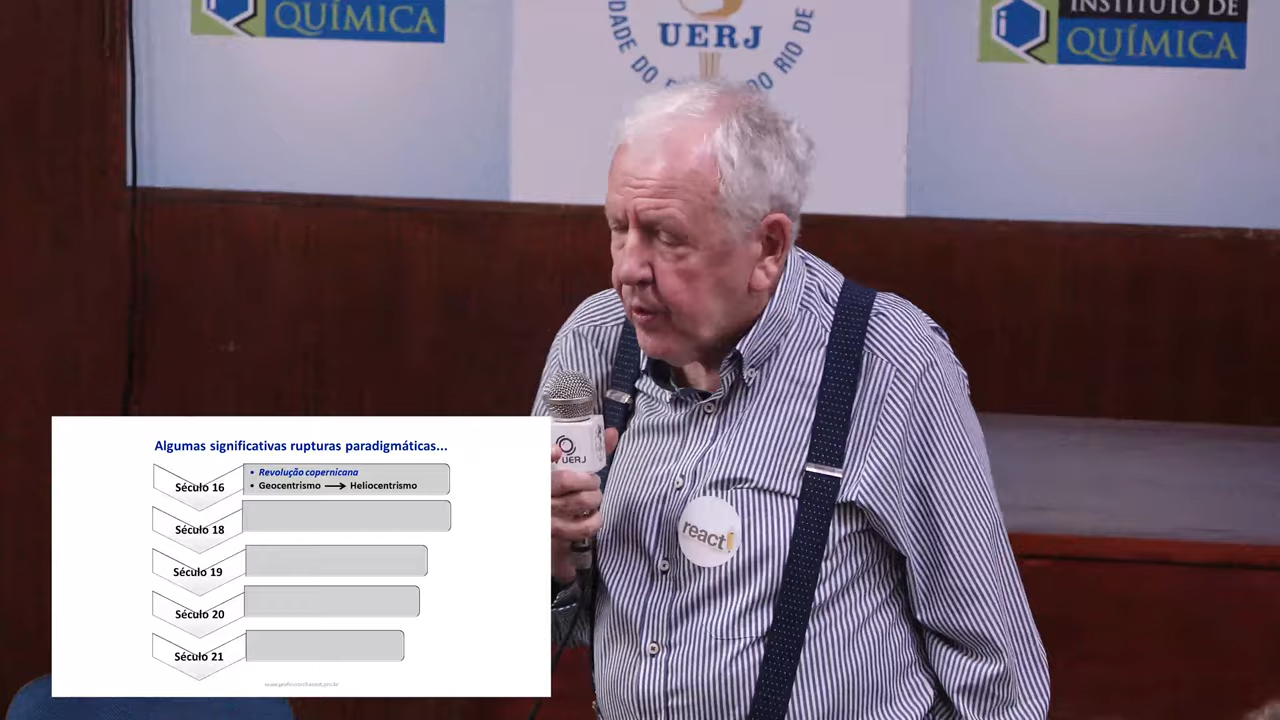 QUÍMICA
UERJ
DADE DO
DO RIO DE
INSTITUTO DE
QUÍMICA
UERJ
react
Algumas significativas rupturas paradigmáticas...
Século 16
• Revolução copernicana
• Geocentrismo → Heliocentrismo
Século 18
Século 19
Século 20
Século 21